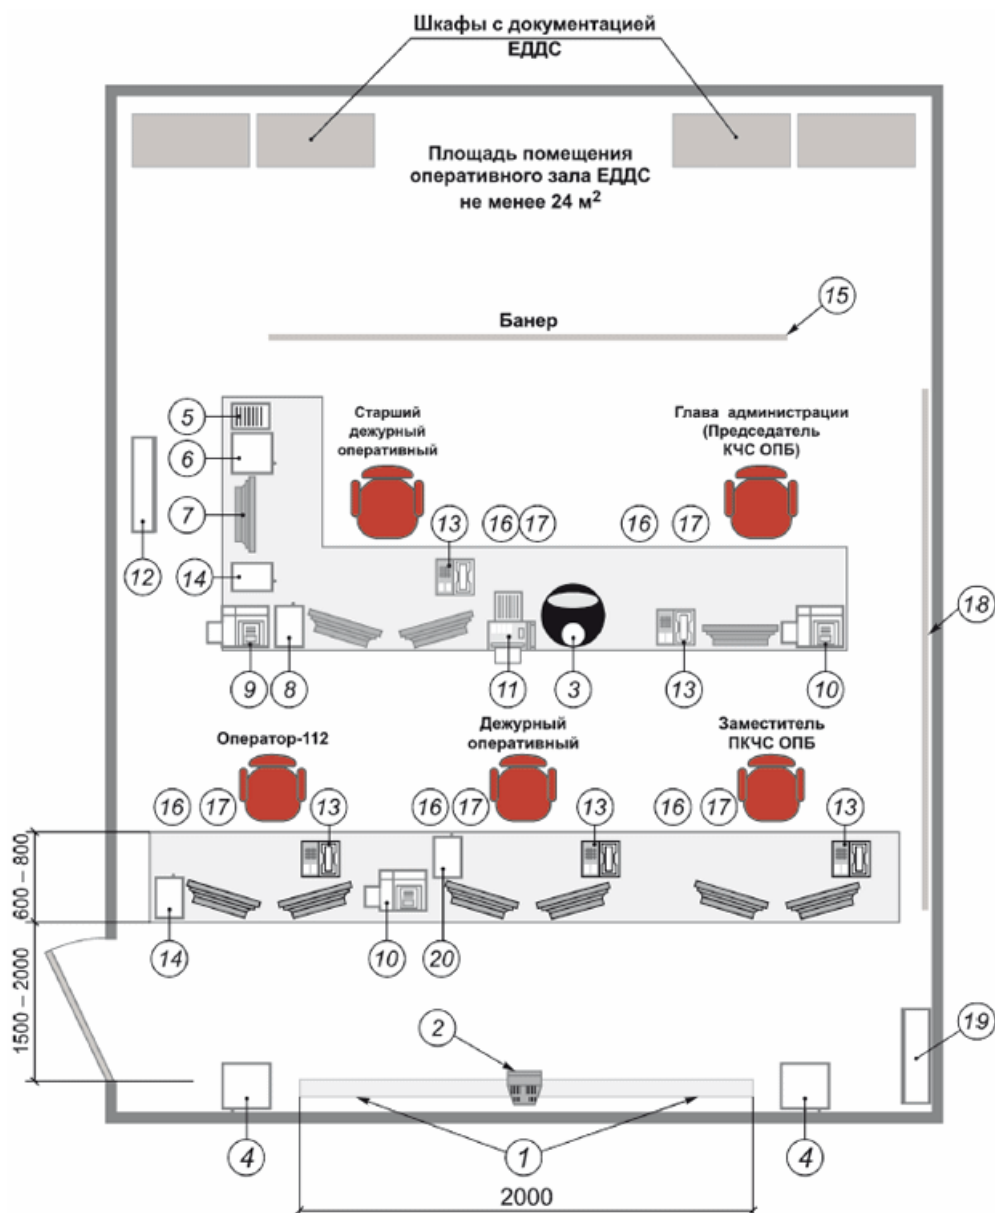 Шкафы с документацией
ЕДДС
Площадь помещения
оперативного зала ЕДДС
не менее 24 м²
15
Банер
5
Старший
дежурный
оперативный
Глава администрации
(Председатель
КЧС ОПБ)
6
7
13
16
17
16
17
12
14
18
9
8
11
3
13
10
Оператор-112
Дежурный
оперативный
Заместитель
ПКЧС ОПБ
16
17
13
16
17
13
16
17
13
600 – 800
14
10
20
1500 – 2000
2
19
4
1
4
2000